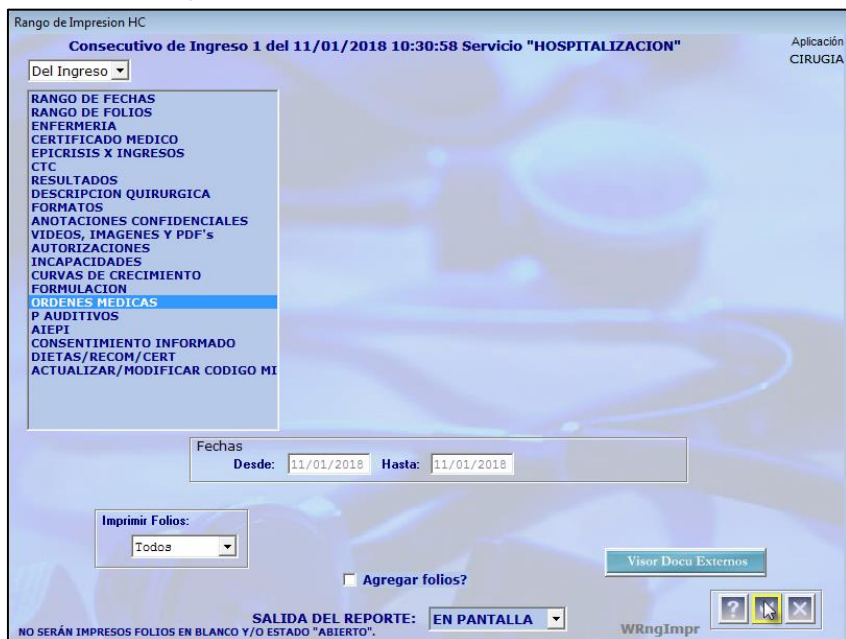 Rango de Impresion HC
Consecutivo de Ingreso 1 del 11/01/2018 10:30:58 Servicio "HOSPITALIZACION"
Aplicación
CIRUGIA
Del Ingreso
RANGO DE FECHAS
RANGO DE FOLIOS
ENFERMERIA
CERTIFICADO MEDICO
EPICRISIS X INGRESOS
CTC
RESULTADOS
DESCRIPCION QUIRURGICA
FORMATOS
ANOTACIONES CONFIDENCIALES
VIDEOS, IMAGENES Y PDF's
AUTORIZACIONES
INCAPACIDADES
CURVAS DE CRECIMIENTO
FORMULACION
ORDENES MEDICAS
P AUDITIVOS
AIEPI
CONSENTIMIENTO INFORMADO
DIETAS/RECOM/CERT
ACTUALIZAR/MODIFICAR CODIGO MI
Fechas
Desde: 11/01/2018 Hasta: 11/01/2018
Imprimir Folios:
Todos
Visor Docu Externos
Agregar folios?
SALIDA DEL REPORTE: EN PANTALLA
WRngImpr
?
NO SERÁN IMPRESOS FOLIOS EN BLANCO Y/O ESTADO "ABIERTO".